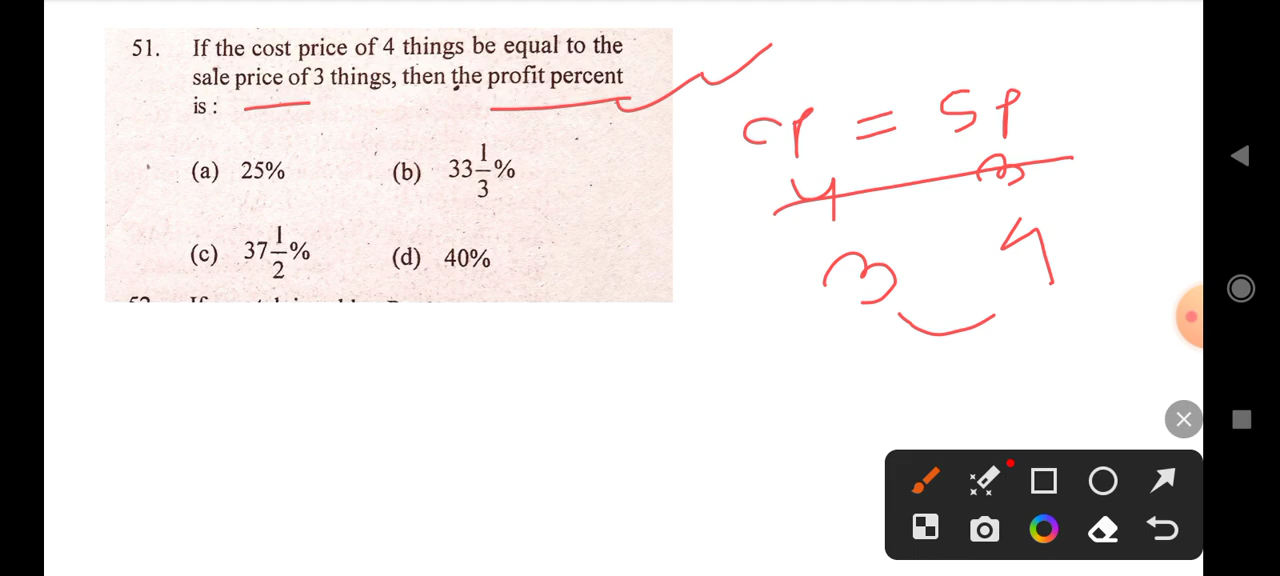 51. If the cost price of 4 things be equal to the
sale price of 3 things, then the profit percent
is :
(a) 25% (b) 33 1/3 %
(c) 37 1/2 % (d) 40%
CP = SP
4 3
3 4